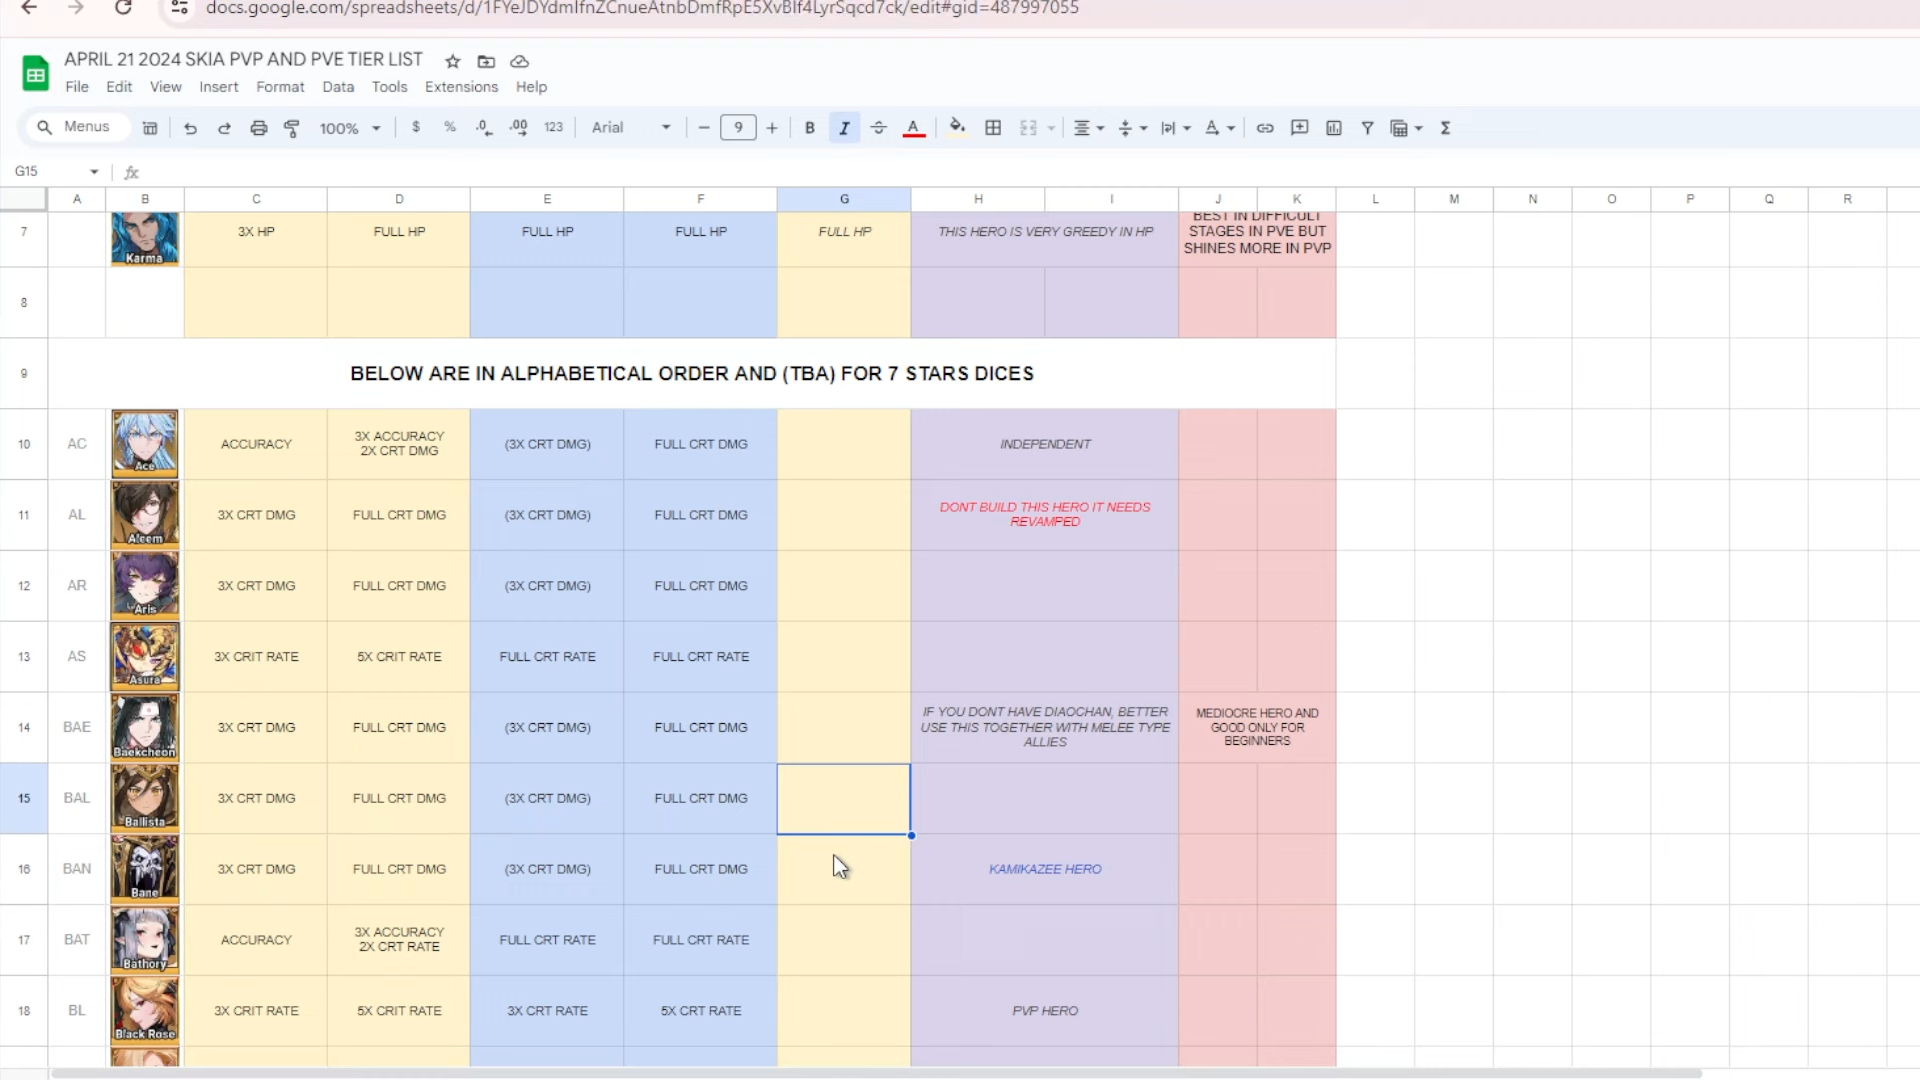 docs.google.com/spreadsheets/d/1FYeJDYdmIfnZCnueAtnbDmfRpE5XvBlf4LyrSqcd7ck/edit#gid=487997055
APRIL 21 2024 SKIA PVP AND PVE TIER LIST
File Edit View Insert Format Data Tools Extensions Help
Menus 100% $ % .0 .00 123 Arial 9 B I A Σ
G15 fx
A B C D E F G H I J K L M N O P Q R
7 Karma 3X HP FULL HP FULL HP FULL HP FULL HP THIS HERO IS VERY GREEDY IN HP
BEST IN DIFFICULT
STAGES IN PVE BUT
SHINES MORE IN PVP
8
9 BELOW ARE IN ALPHABETICAL ORDER AND (TBA) FOR 7 STARS DICES
10 AC Ace ACCURACY
3X ACCURACY
2X CRT DMG
(3X CRT DMG) FULL CRT DMG INDEPENDENT
11 AL Aleem 3X CRT DMG FULL CRT DMG (3X CRT DMG) FULL CRT DMG
DONT BUILD THIS HERO IT NEEDS
REVAMPED
12 AR Aris 3X CRT DMG FULL CRT DMG (3X CRT DMG) FULL CRT DMG
13 AS Asura 3X CRIT RATE 5X CRIT RATE FULL CRT RATE FULL CRT RATE
14 BAE Baekcheon 3X CRT DMG FULL CRT DMG (3X CRT DMG) FULL CRT DMG
IF YOU DONT HAVE DIAOCHAN, BETTER
USE THIS TOGETHER WITH MELEE TYPE
ALLIES
MEDIOCRE HERO AND
GOOD ONLY FOR
BEGINNERS
15 BAL Ballista 3X CRT DMG FULL CRT DMG (3X CRT DMG) FULL CRT DMG
16 BAN Bane 3X CRT DMG FULL CRT DMG (3X CRT DMG) FULL CRT DMG KAMIKAZEE HERO
17 BAT Bathory ACCURACY
3X ACCURACY
2X CRT RATE
FULL CRT RATE FULL CRT RATE
18 BL Black Rose 3X CRIT RATE 5X CRIT RATE 3X CRT RATE 5X CRT RATE PVP HERO